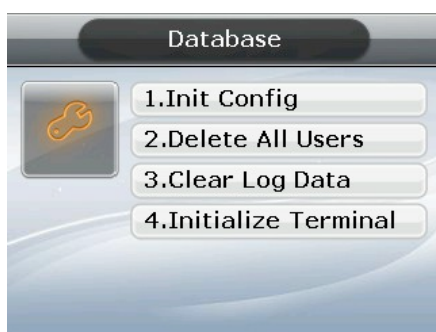 Database
1.Init Config
2.Delete All Users
3.Clear Log Data
4.Initialize Terminal